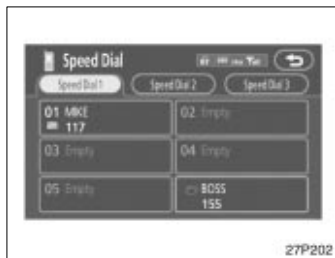 Speed Dial
Speed Dial 1 Speed Dial 2 Speed Dial 3
01 MIKE
117
02 Empty
03 Empty
04 Empty
05 Empty
BOSS
155
27P202